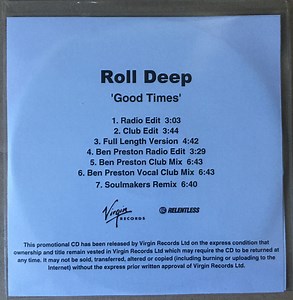 Roll Deep
'Good Times'
1. Radio Edit 3:03
2. Club Edit 3:44
3. Full Length Version 4:42
4. Ben Preston Radio Edit 3:29
5. Ben Preston Club Mix 6:43
6. Ben Preston Vocal Club Mix 6:43
7. Soulmakers Remix 6:40
Virgin
RECORDS
RELENTLESS
This promotional CD has been released by Virgin Records Ltd on the express condition that
ownership and title remain vested in Virgin Records Ltd which may require the CD to be returned at
any time. It may not be sold, transferred, altered or copied (including burning or uploading to the
Internet) without the express prior written approval of Virgin Records Ltd.